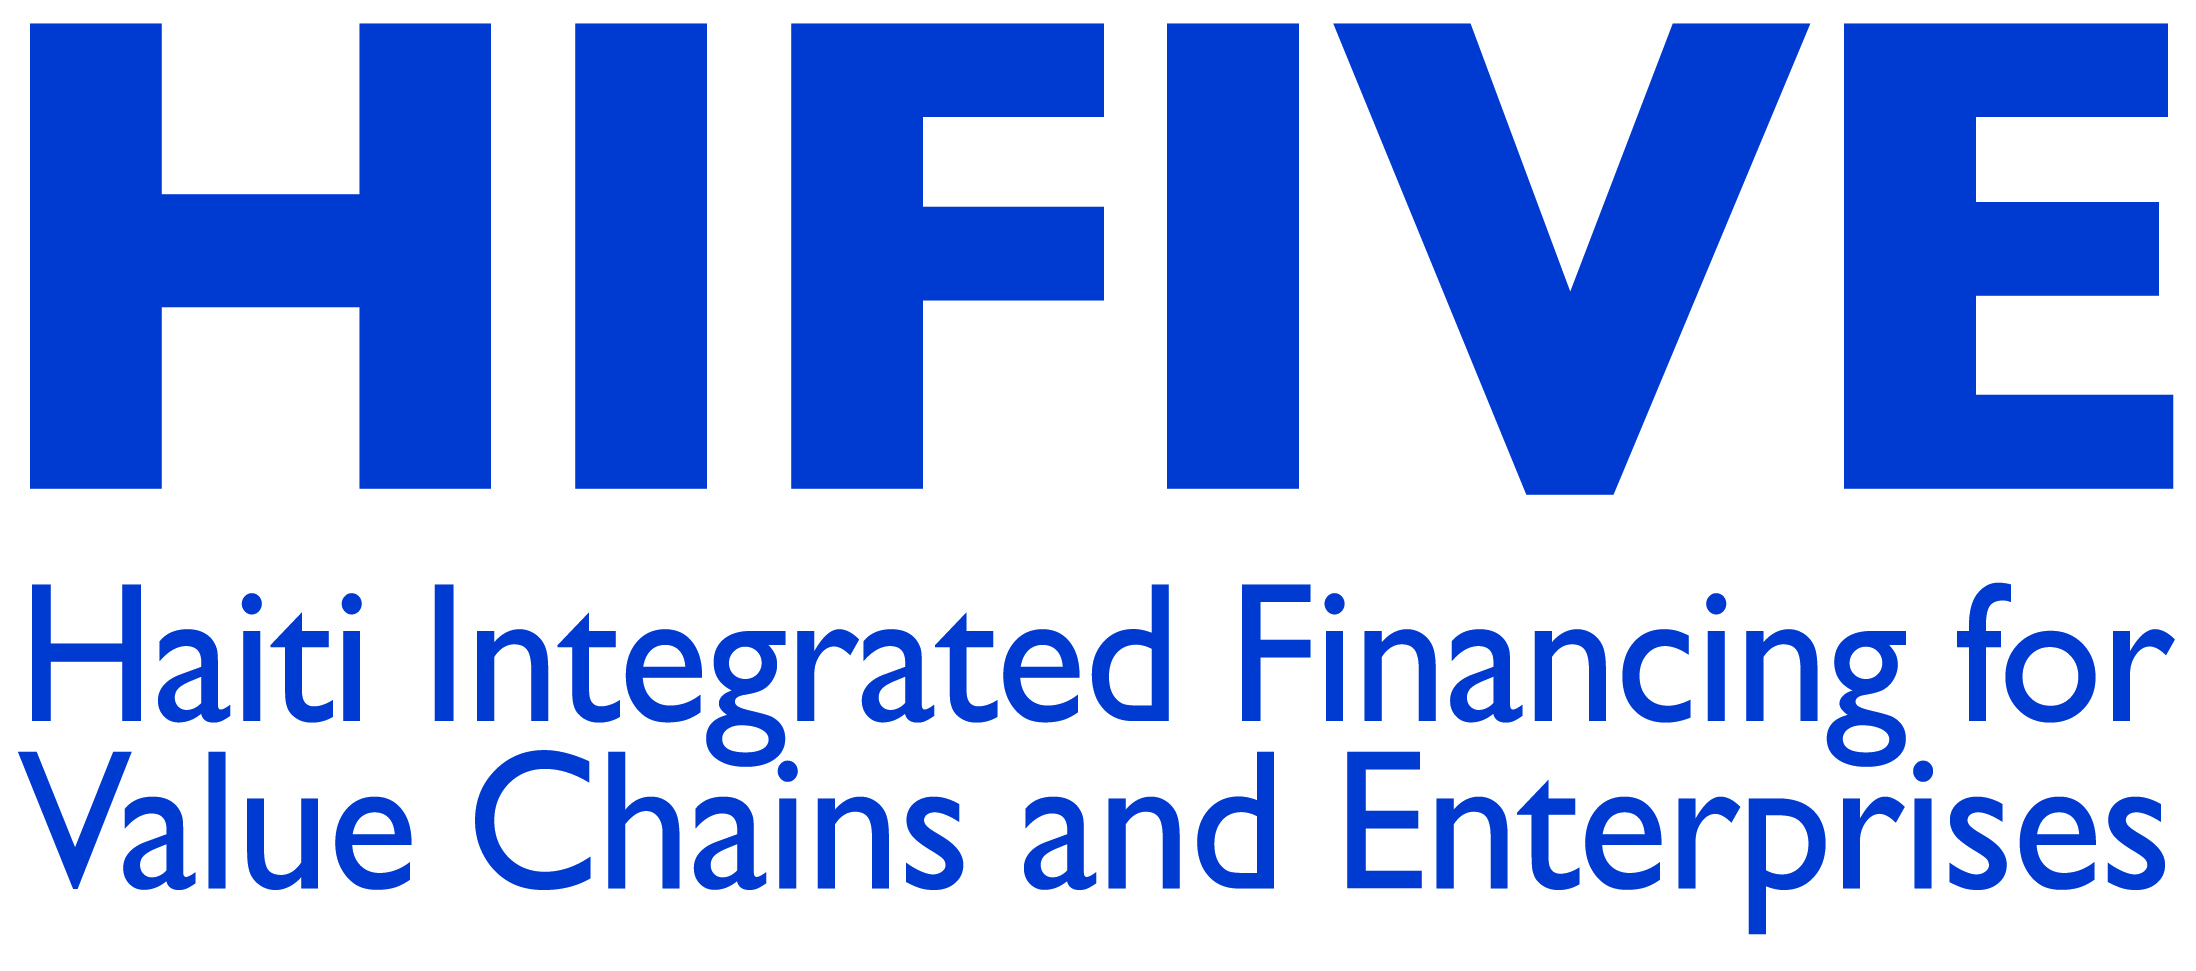 HIFIVE
Haiti Integrated Financing for
Value Chains and Enterprises